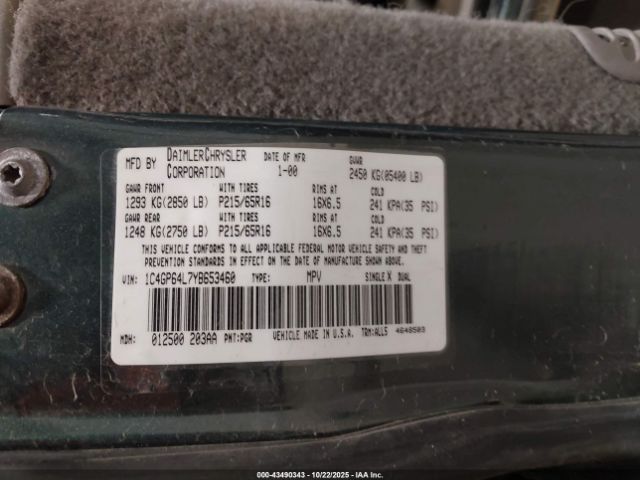 MFD BY DAIMLERCHRYSLER CORPORATION DATE OF MFR 1-00 GVWR 2450 KG(05400 LB)
GAWR FRONT WITH TIRES RIMS AT COLD
1293 KG(2850 LB) P215/65R16 16X6.5 241 KPA(35 PSI)
GAWR REAR WITH TIRES RIMS AT COLD
1248 KG(2750 LB) P215/65R16 16X6.5 241 KPA(35 PSI)
THIS VEHICLE CONFORMS TO ALL APPLICABLE FEDERAL MOTOR VEHICLE SAFETY AND THEFT
PREVENTION STANDARDS IN EFFECT ON THE DATE OF MANUFACTURE SHOWN ABOVE.
VIN: 1C4GP64L7YB653460 TYPE: MPV SINGLE X DUAL
MDH: 012500 203AA PNT:PGR VEHICLE MADE IN U.S.A. TRM:ALL5 4648503
© 00-43490343 | 10/22/2025 - IAA Inc.